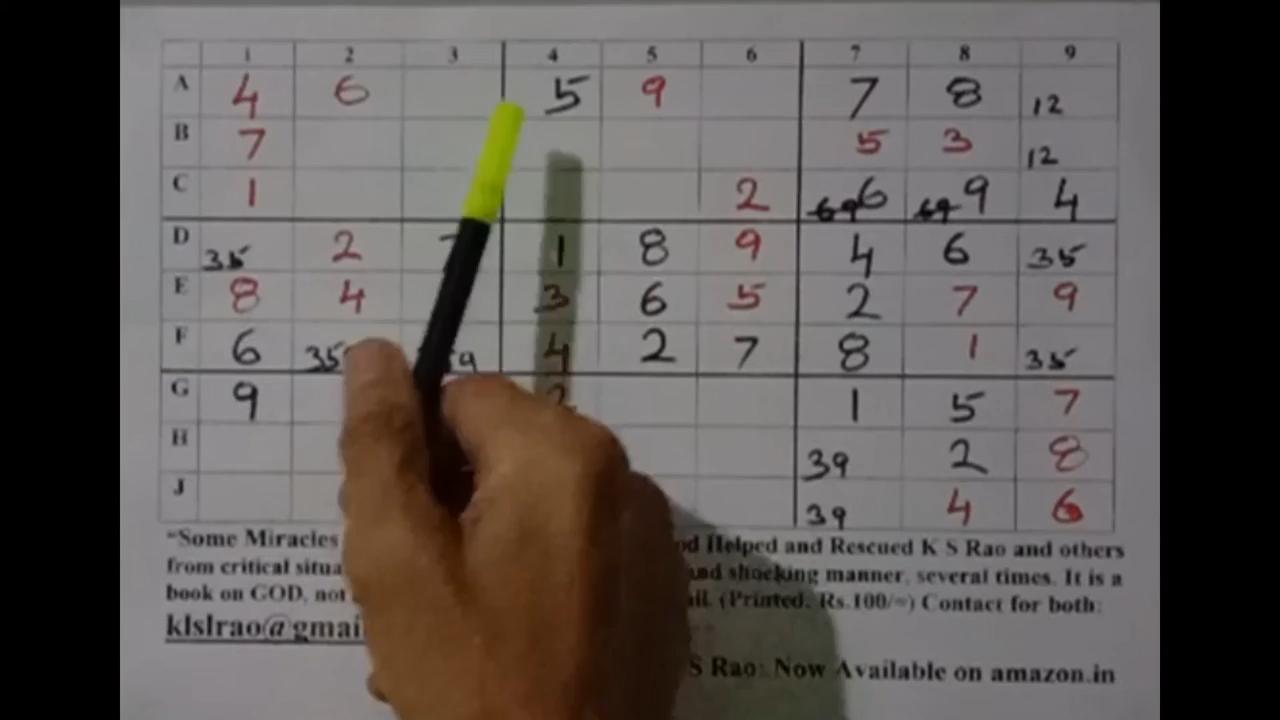 1 2 3 4 5 6 7 8 9
A 4 6 5 9 7 8 12
B 7 5 3 12
C 1 2 696 699 4
D 35 2 1 8 9 4 6 35
E 8 4 3 6 5 2 7 9
F 6 35 9 4 2 7 8 1 35
G 9 1 5 7
H 39 2 8
J 39 4 6
"Some Miracles Helped and Rescued K S Rao and others
from critical and shocking manner, several times. It is a
book on GOD, not (Printed, Rs.100/=) Contact for both:
klslrao@gmai
S Rao: Now Available on amazon.in